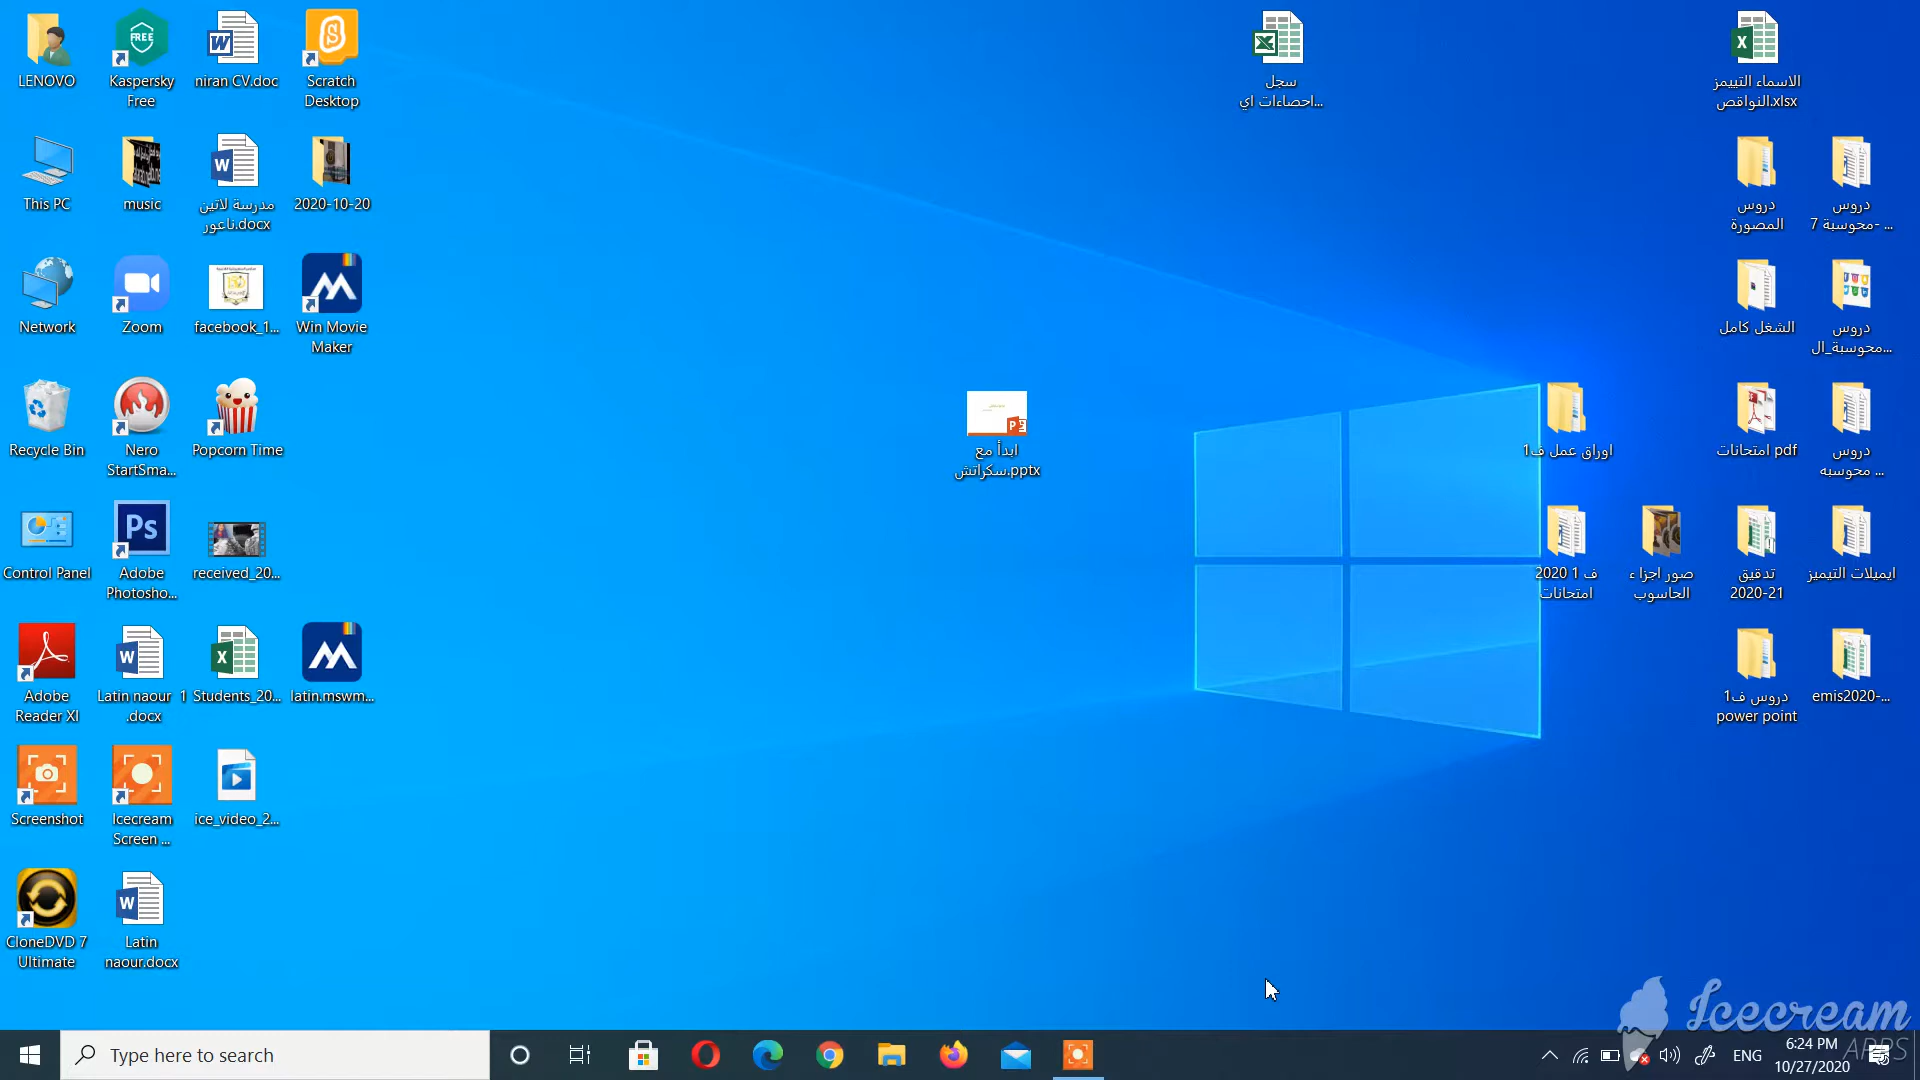 LENOVO
Kaspersky
Free
niran CV.doc
Scratch
Desktop
سجل
احصاءات اي...
الاسماء التييمز
النواقص.xlsx
This PC
music
مدرسة لاتين
ناعور.docx
2020-10-20
دروس
المصورة
دروس
محوسبة 7- ...
Network
Zoom
facebook_1...
Win Movie
Maker
الشغل كامل
دروس
محوسبة_ال...
Recycle Bin
Nero
StartSma...
Popcorn Time
ابدأ مع
سكراتش.pptx
اوراق عمل ف1
امتحانات pdf
دروس
محوسبه ...
Control Panel
Adobe
Photosho...
received_20...
ف 1 2020
امتحانات
صور اجزاء
الحاسوب
تدقيق
2020-21
ايميلات التيميز
Adobe
Reader XI
Latin naour 1
.docx
Students_20...
latin.mswm...
دروس ف1
power point
emis2020-...
Screenshot
Icecream
Screen ...
ice_video_2...
CloneDVD 7
Ultimate
Latin
naour.docx
Icecream
APPS
Type here to search
ENG
6:24 PM
10/27/2020